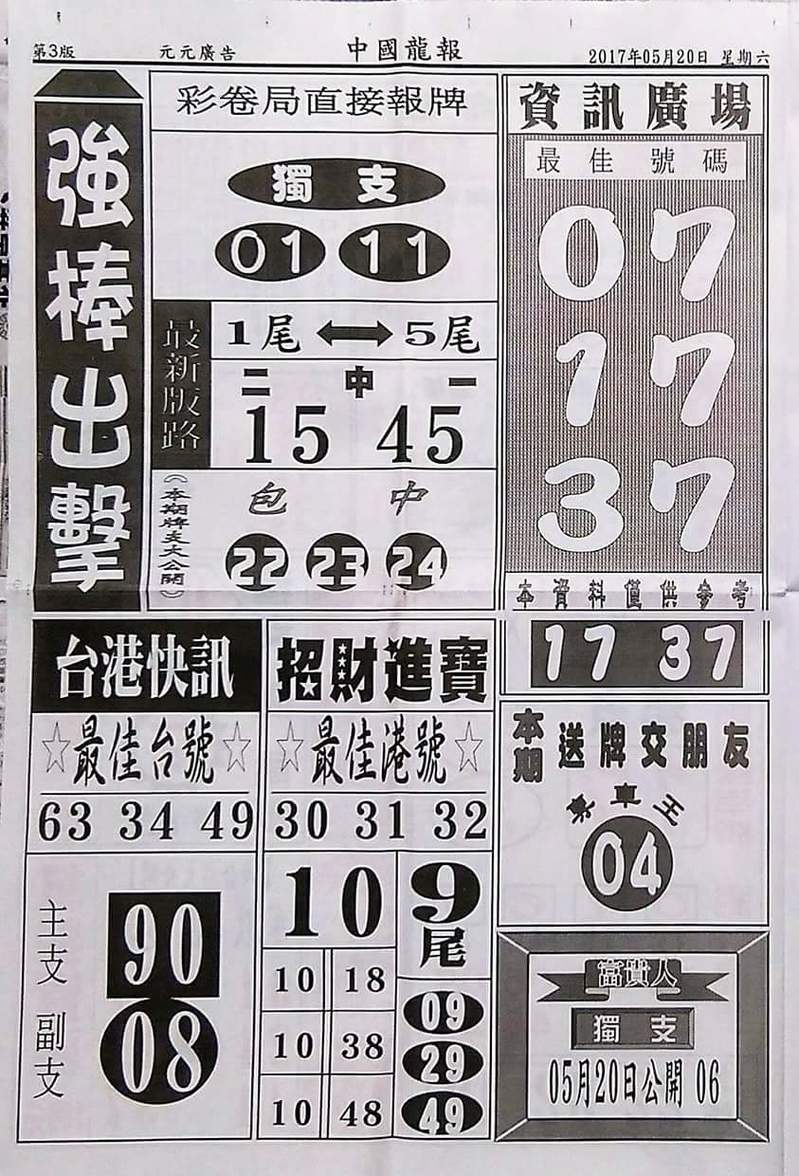 第3版 元元廣告 中國龍報 2017年05月20日 星期六
強棒出擊
彩卷局直接報牌
獨支
01 11
最新版路
1尾 ↔ 5尾
二中一
15 45
(本期牌支大公開)
包中
22 23 24
資訊廣場
最佳號碼
07
17
37
本資料僅供參考
17 37
台港快訊
☆最佳台號☆
63 34 49
主支 90
副支 08
招財進寶
☆最佳港號☆
30 31 32
10
10 18
10 38
10 48
9尾
09
29
49
本期送牌交朋友
車王
04
富貴人
獨支
05月20日公開 06